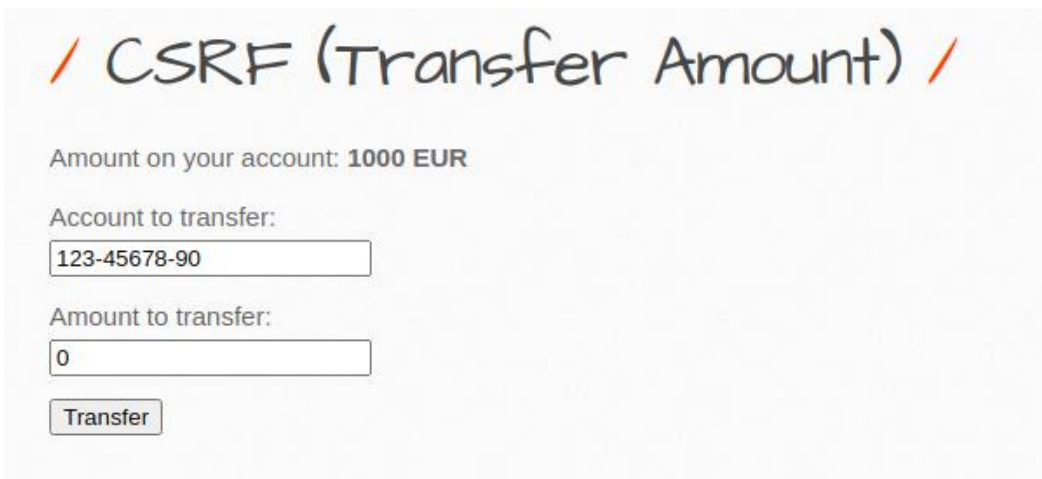 / CSRF (Transfer Amount) /
Amount on your account: 1000 EUR
Account to transfer:
123-45678-90
Amount to transfer:
0
Transfer